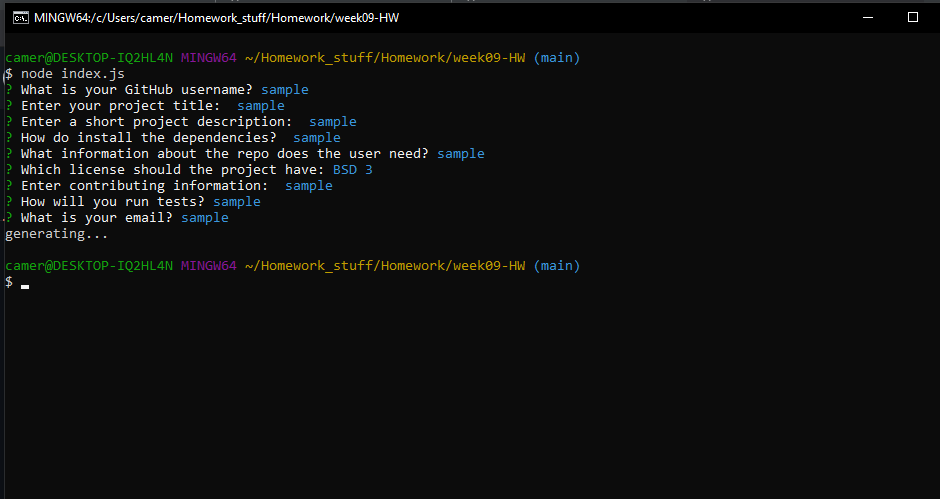 MINGW64:/c/Users/camer/Homework_stuff/Homework/week09-HW
camer@DESKTOP-IQ2HL4N MINGW64 ~/Homework_stuff/Homework/week09-HW (main)
$ node index.js
? What is your GitHub username? sample
? Enter your project title:  sample
? Enter a short project description:  sample
? How do install the dependencies?  sample
? What information about the repo does the user need? sample
? Which license should the project have: BSD 3
? Enter contributing information:  sample
? How will you run tests? sample
? What is your email? sample
generating...
camer@DESKTOP-IQ2HL4N MINGW64 ~/Homework_stuff/Homework/week09-HW (main)
$